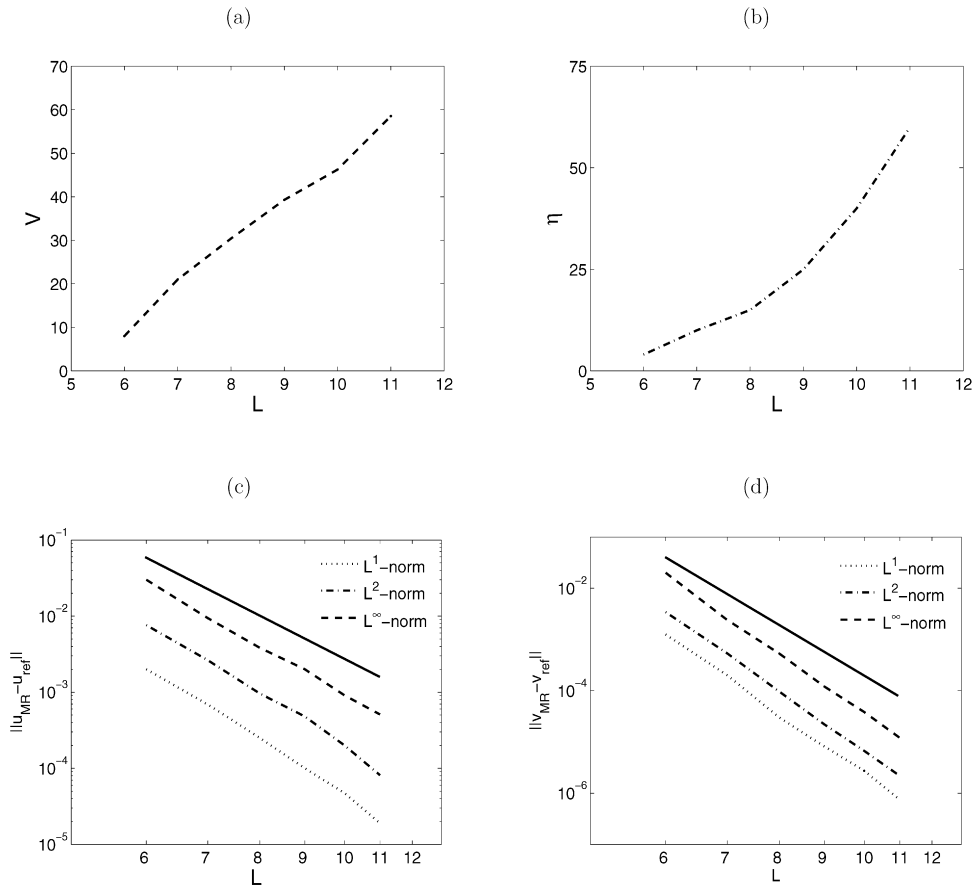 (a)
(b)
V
70
60
50
40
30
20
10
0
5 6 7 8 9 10 11 12
L
η
75
50
25
0
5 6 7 8 9 10 11 12
L
(c)
(d)
||u_MR−u_ref||
10^−1
10^−2
10^−3
10^−4
10^−5
L^1−norm
L^2−norm
L^∞−norm
6 7 8 9 10 11 12
L
||v_MR−v_ref||
10^−2
10^−4
10^−6
L^1−norm
L^2−norm
L^∞−norm
6 7 8 9 10 11 12
L